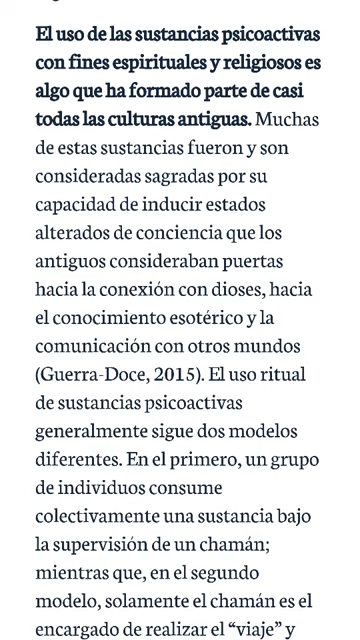 El uso de las sustancias psicoactivas
con fines espirituales y religiosos es
algo que ha formado parte de casi
todas las culturas antiguas. Muchas
de estas sustancias fueron y son
consideradas sagradas por su
capacidad de inducir estados
alterados de conciencia que los
antiguos consideraban puertas
hacia la conexión con dioses, hacia
el conocimiento esotérico y la
comunicación con otros mundos
(Guerra-Doce, 2015). El uso ritual
de sustancias psicoactivas
generalmente sigue dos modelos
diferentes. En el primero, un grupo
de individuos consume
colectivamente una sustancia bajo
la supervisión de un chamán;
mientras que, en el segundo
modelo, solamente el chamán es el
encargado de realizar el “viaje” y